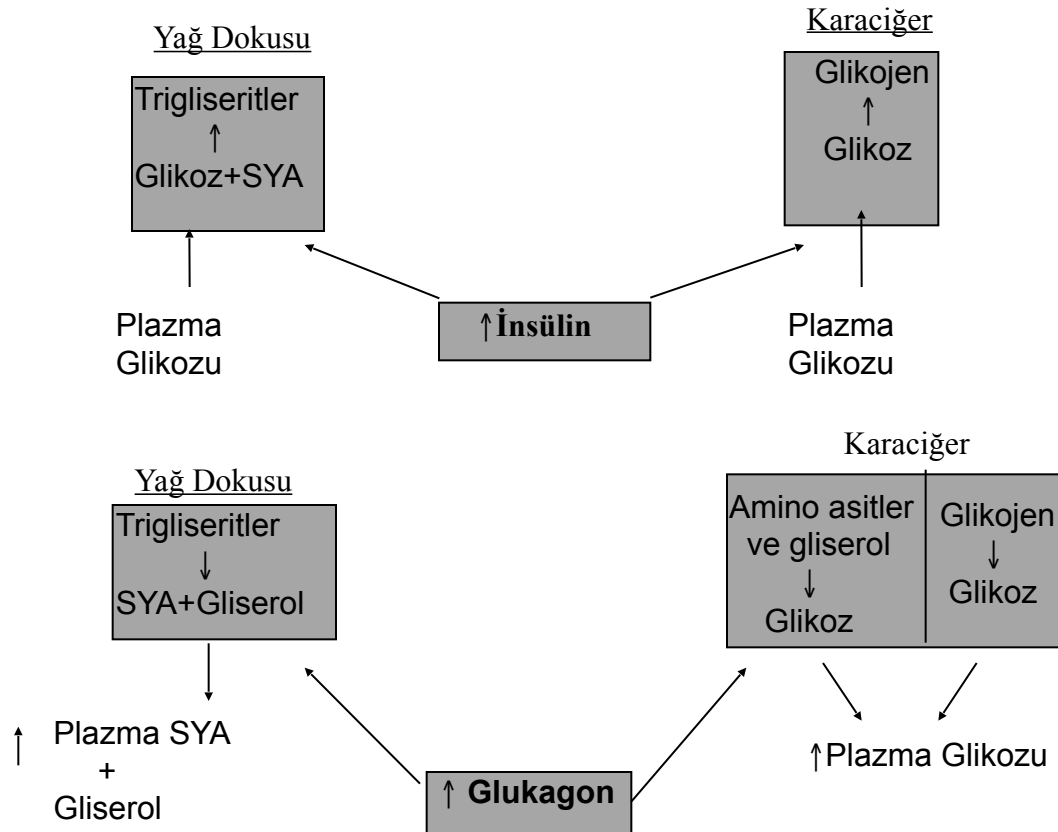 Yağ Dokusu
Trigliseritler
↑
Glikoz+SYA
Plazma
Glikozu
Karaciğer
Glikojen
↑
Glikoz
Plazma
Glikozu
↑İnsülin
Yağ Dokusu
Trigliseritler
↓
SYA+Gliserol
↑ Plazma SYA
+
Gliserol
Karaciğer
Amino asitler
ve gliserol
↓
Glikoz
Glikojen
↓
Glikoz
↑Plazma Glikozu
↑ Glukagon